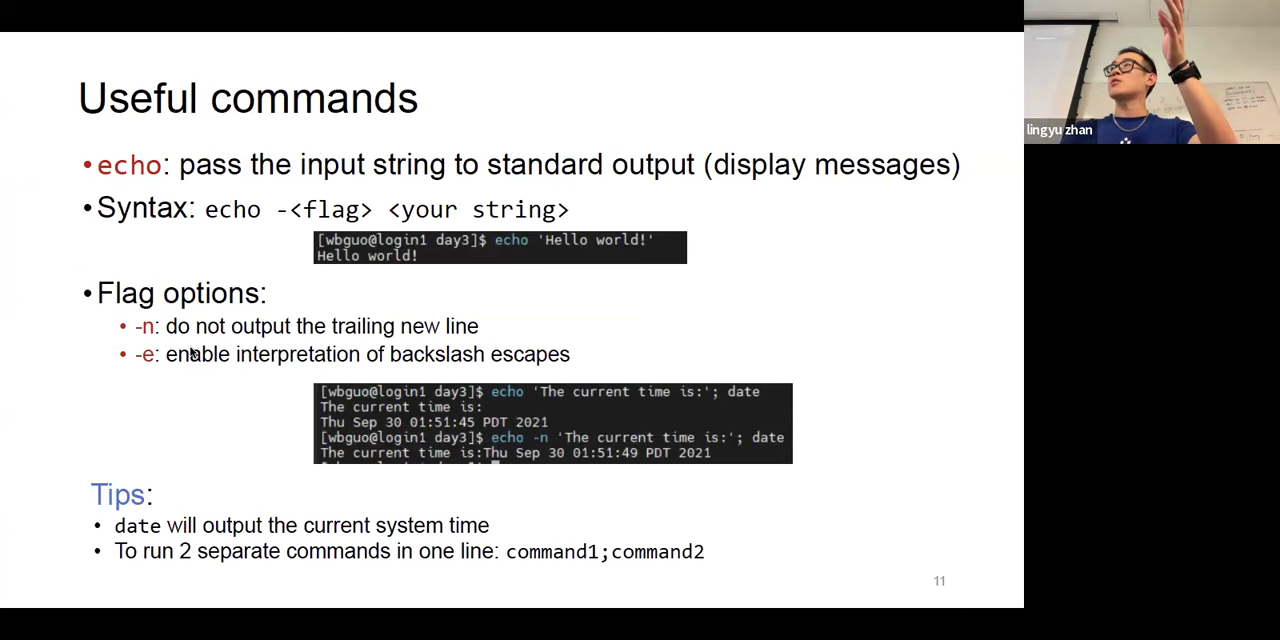 Useful commands
•echo: pass the input string to standard output (display messages)
•Syntax: echo -<flag> <your string>
[wbguo@login1 day3]$ echo 'Hello world!'
Hello world!
•Flag options:
• -n: do not output the trailing new line
• -e: enable interpretation of backslash escapes
[wbguo@login1 day3]$ echo 'The current time is:'; date
The current time is:
Thu Sep 30 01:51:45 PDT 2021
[wbguo@login1 day3]$ echo -n 'The current time is:'; date
The current time is:Thu Sep 30 01:51:49 PDT 2021
Tips:
• date will output the current system time
• To run 2 separate commands in one line: command1;command2
11
lingyu zhan